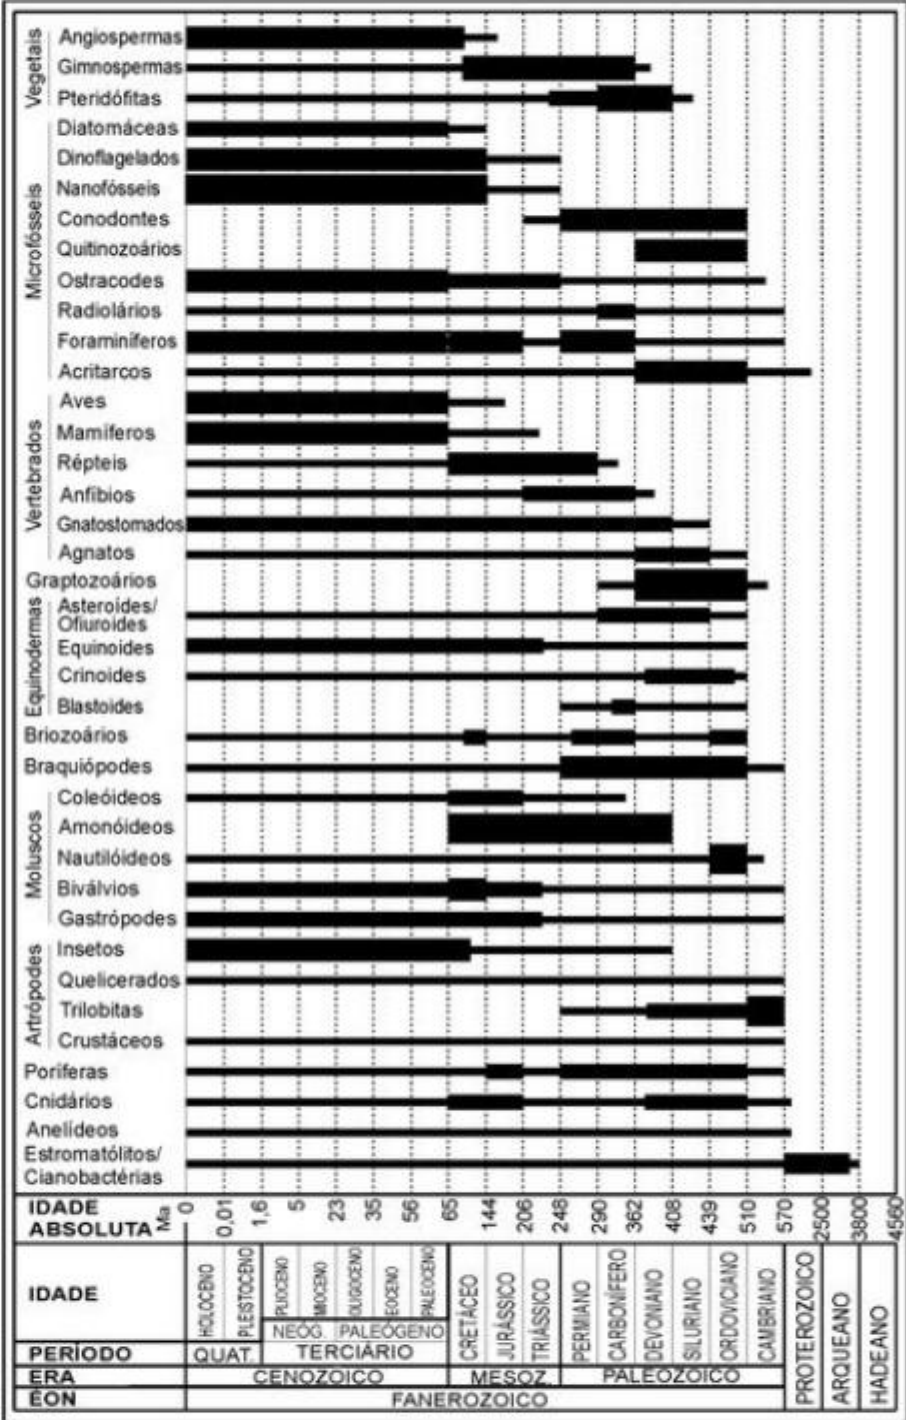 Vegetais
Angiospermas
Gimnospermas
Pteridófitas
Microfósseis
Diatomáceas
Dinoflagelados
Nanofósseis
Conodontes
Quitinozoários
Ostracodes
Radiolários
Foraminíferos
Acritarcos
Vertebrados
Aves
Mamíferos
Répteis
Anfíbios
Gnatostomados
Agnatos
Graptozoários
Equinodermas
Asteroides/
Ofiuroides
Equinoides
Crinoides
Blastoides
Briozoários
Braquiópodes
Moluscos
Coleóideos
Amonóideos
Nautilóideos
Biválvios
Gastrópodes
Artrópodes
Insetos
Quelicerados
Trilobitas
Crustáceos
Poríferas
Cnidários
Anelídeos
Estromatólitos/
Cianobactérias
IDADE
ABSOLUTA Ma
0 0,01 1,6 5 23 35 56 65 144 206 248 290 362 408 439 510 570 2500 3800 4560
IDADE
HOLOCENO PLEISTOCENO PLIOCENO MIOCENO OLIGOCENO EOCENO PALEOCENO CRETÁCEO JURÁSSICO TRIÁSSICO PERMIANO CARBONÍFERO DEVONIANO SILURIANO ORDOVICIANO CAMBRIANO PROTEROZOICO ARQUEANO HADEANO
NEÓG. PALEÓGENO
PERÍODO QUAT. TERCIÁRIO
ERA CENOZOICO MESOZ. PALEOZOICO
ÉON FANEROZOICO